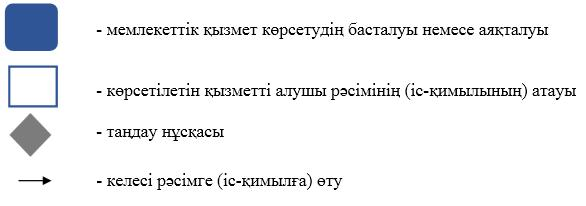 - мемлекеттік қызмет көрсетудің басталуы немесе аяқталуы
- көрсетілетін қызметті алушы рәсімінің (іс-қимылының) атауы
- таңдау нұсқасы
- келесі рәсімге (іс-қимылға) өту